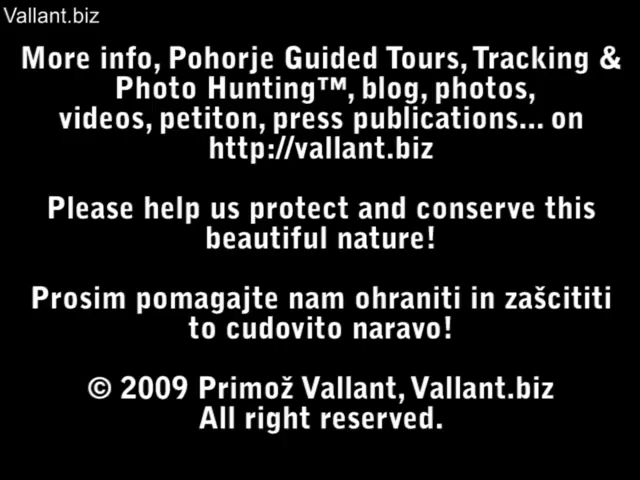 Vallant.biz
More info, Pohorje Guided Tours, Tracking &
Photo Hunting™, blog, photos,
videos, petiton, press publications... on
http://vallant.biz
Please help us protect and conserve this
beautiful nature!
Prosim pomagajte nam ohraniti in zašcititi
to cudovito naravo!
© 2009 Primož Vallant, Vallant.biz
All right reserved.